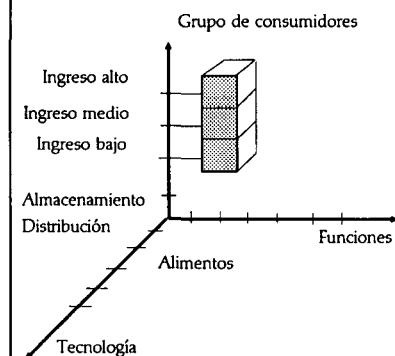 Grupo de consumidores
Ingreso alto
Ingreso medio
Ingreso bajo
Almacenamiento
Distribución
Funciones
Alimentos
Tecnología